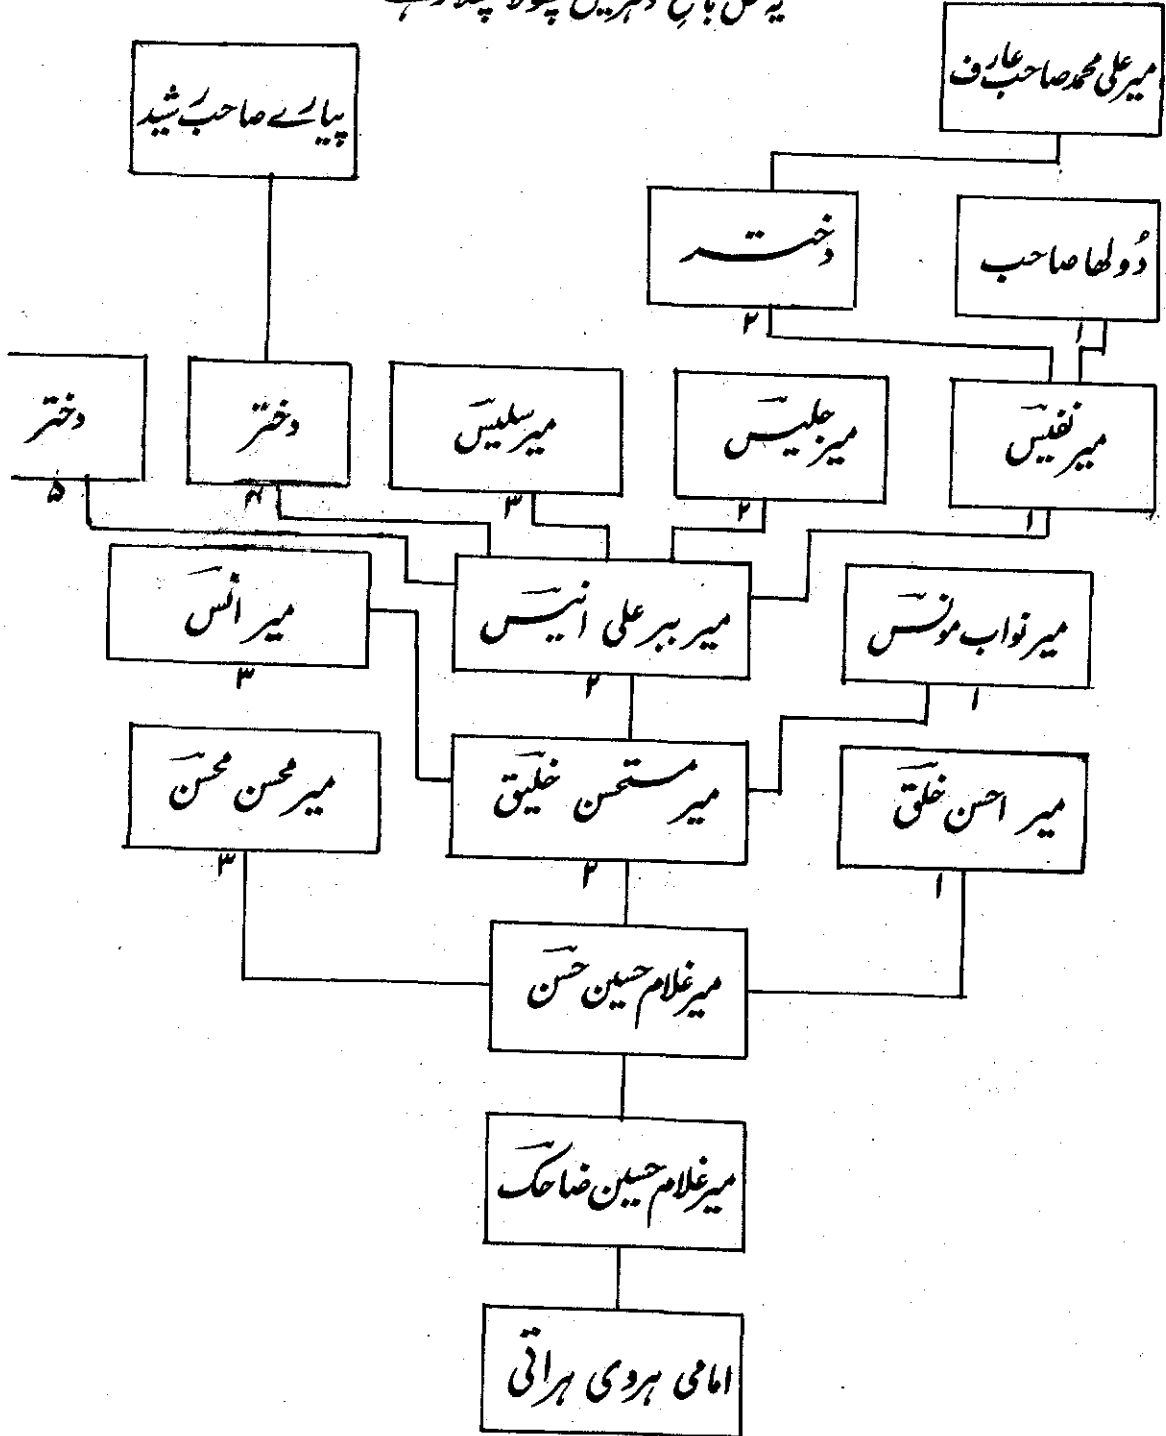 میر علی محمد صاحب عارف
پیارے صاحب رشید
دختر
دُولھا صاحب
۲
۱
دختر
دختر
میر سلیسؔ
میر جلیسؔ
میر نفیسؔ
۵
۴
۳
۲
۱
میر انسؔ
میر ببر علی انیسؔ
میر نواب مونسؔ
۳
۲
۱
میر محسن محسنؔ
میر مستحسن خلیقؔ
میر احسن خلقؔ
۳
۲
۱
میر غلام حسین حسنؔ
میر غلام حسین ضاحکؔ
امامی ہروی ہراتی